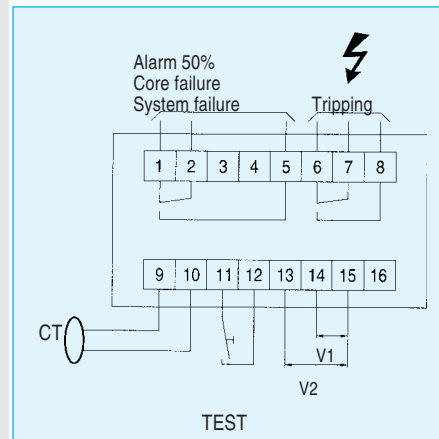 Alarm 50%
Core failure
System failure
Tripping
1 2 3 4 5 6 7 8
9 10 11 12 13 14 15 16
CT
V1
V2
TEST